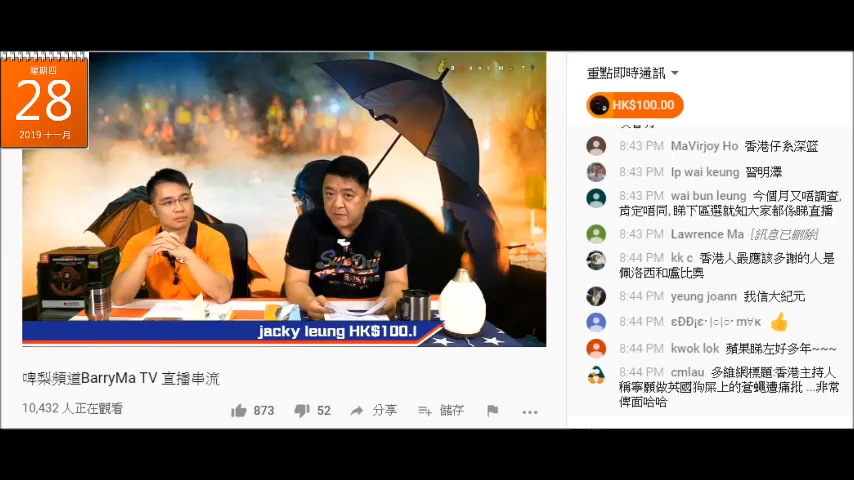 星期四
28
2019 十一月
BarryMa TV
jacky leung HK$100.!
啤梨頻道BarryMa TV 直播串流
10,432 人正在觀看
873
52
分享
儲存
重點即時通訊
HK$100.00
8:43 PM MaVirjoy Ho 香港仔系深籃
8:43 PM Ip wai keung 習明澤
8:43 PM wai bun leung 今個月又唔調查,
肯定唔同, 睇下區選就知大家都係睇直播
8:43 PM Lawrence Ma [訊息已刪除]
8:44 PM kk c 香港人最應該多謝的人是
佩洛西和盧比奧
8:44 PM yeung joann 我信大紀元
8:44 PM
8:44 PM kwok lok 蘋果睇左好多年~~~
8:44 PM cmlau 多維網標題:香港主持人
稱寧願做英國狗屎上的蒼蠅遭痛批 ...非常
俾面哈哈